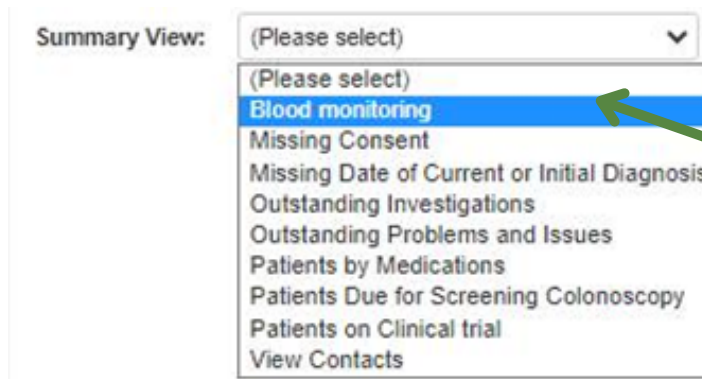 Summary View: (Please select)
(Please select)
Blood monitoring
Missing Consent
Missing Date of Current or Initial Diagnosis
Outstanding Investigations
Outstanding Problems and Issues
Patients by Medications
Patients Due for Screening Colonoscopy
Patients on Clinical trial
View Contacts